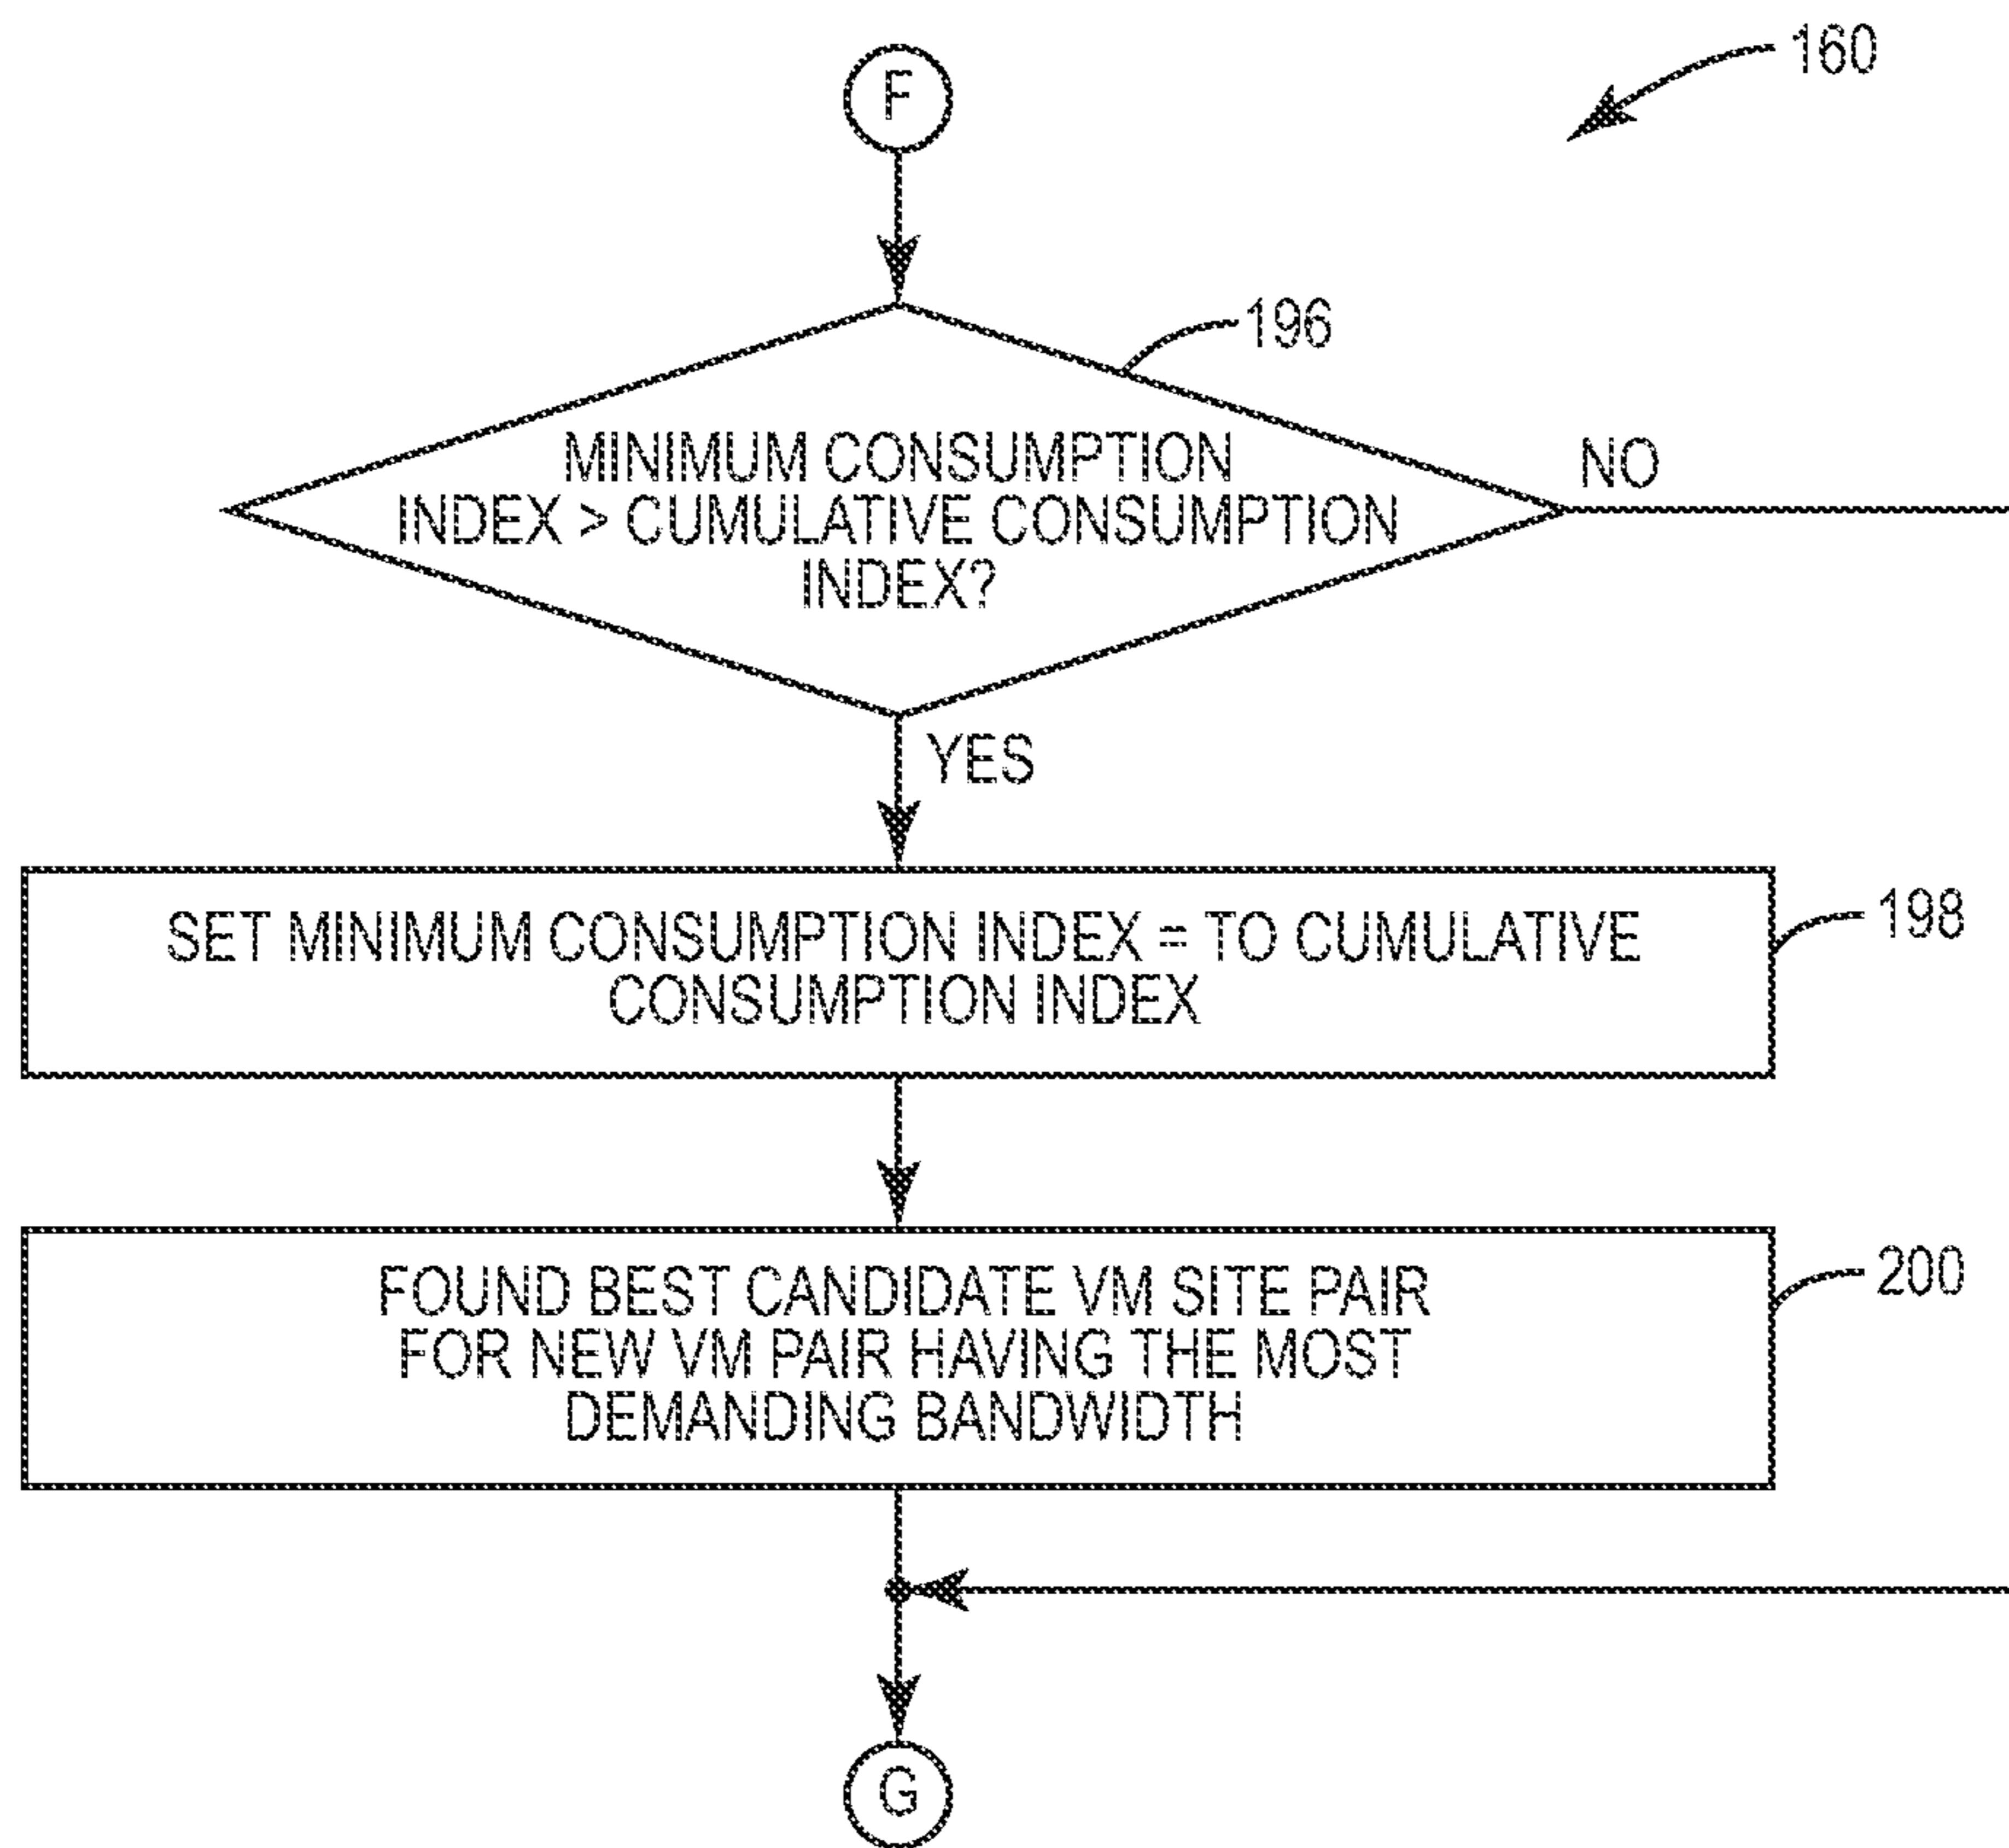 F
160
196
MINIMUM CONSUMPTION
INDEX > CUMULATIVE CONSUMPTION
INDEX?
NO
YES
SET MINIMUM CONSUMPTION INDEX = TO CUMULATIVE
CONSUMPTION INDEX
198
FOUND BEST CANDIDATE VM SITE PAIR
FOR NEW VM PAIR HAVING THE MOST
DEMANDING BANDWIDTH
200
G